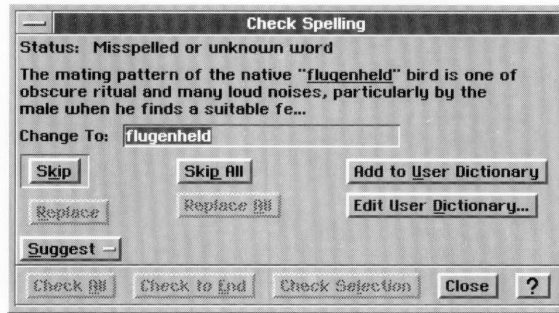 Check Spelling
Status: Misspelled or unknown word
The mating pattern of the native "flugenheld" bird is one of
obscure ritual and many loud noises, particularly by the
male when he finds a suitable fe...
Change To: flugenheld
Skip Skip All Add to User Dictionary
Replace Replace All Edit User Dictionary...
Suggest
Check All Check to End Check Selection Close ?